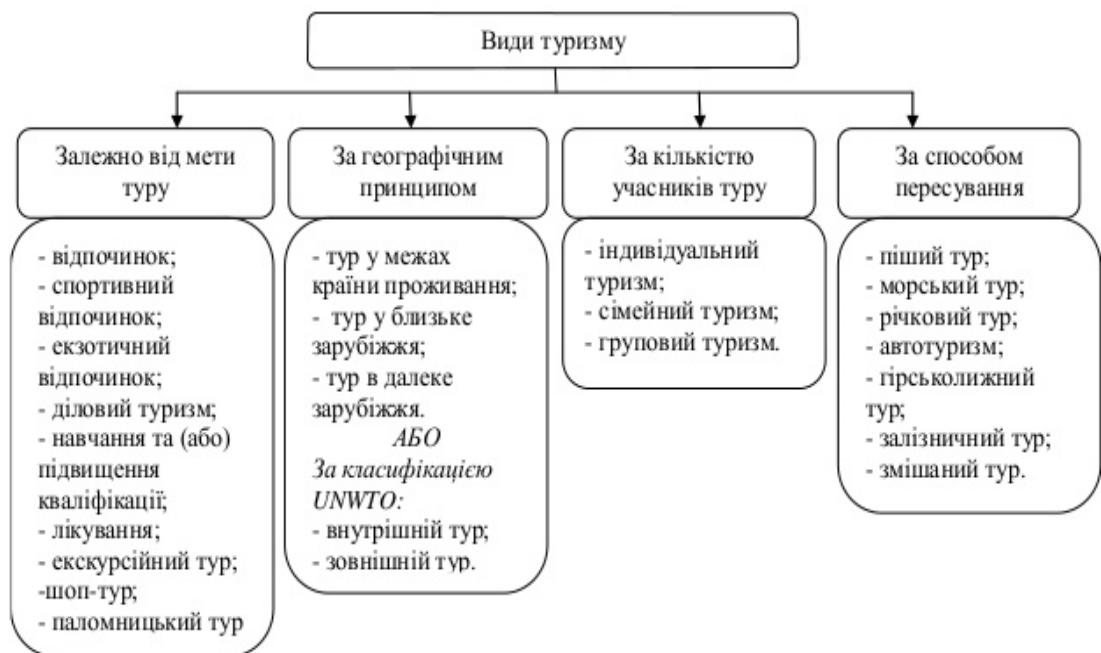 Види туризму
Залежно від мети
туру
- відпочинок;
- спортивний
відпочинок;
- екзотичний
відпочинок;
- діловий туризм;
- навчання та (або)
підвищення
кваліфікації;
- лікування;
- екскурсійний тур;
-шоп-тур;
- паломницький тур
За географічним
принципом
- тур у межах
країни проживання;
- тур у близьке
зарубіжжя;
- тур в далеке
зарубіжжя.
АБО
За класифікацією
UNWTO:
- внутрішній тур;
- зовнішній тур.
За кількістю
учасників туру
- індивідуальний
туризм;
- сімейний туризм;
- груповий туризм.
За способом
пересування
- піший тур;
- морський тур;
- річковий тур;
- автотуризм;
- гірськолижний
тур;
- залізничний тур;
- змішаний тур.